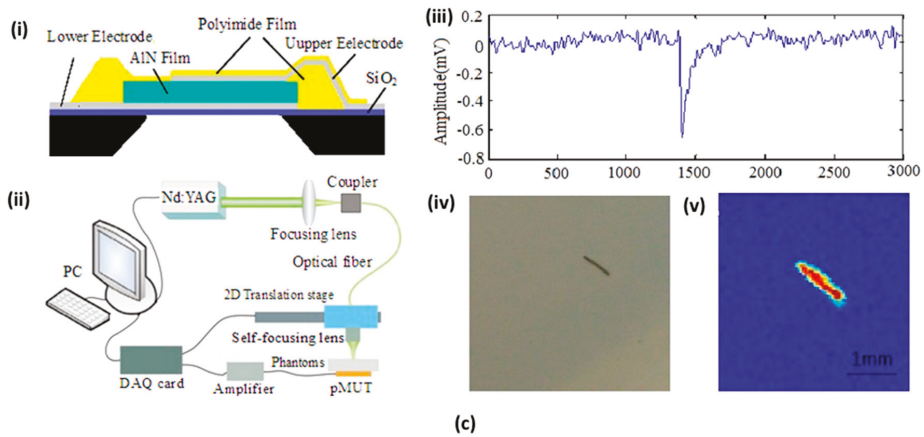 (i)
Polyimide Film
Uupper Eelectrode
Lower Electrode
AlN Film
SiO2
(ii)
Nd:YAG
Coupler
Focusing lens
Optical fiber
PC
2D Translation stage
Self-focusing lens
Phantoms
DAQ card
Amplifier
pMUT
(iii)
Amplitude(mV)
0.2
0
-0.2
-0.4
-0.6
-0.8
0 500 1000 1500 2000 2500 3000
(iv)
(v)
1mm
(c)